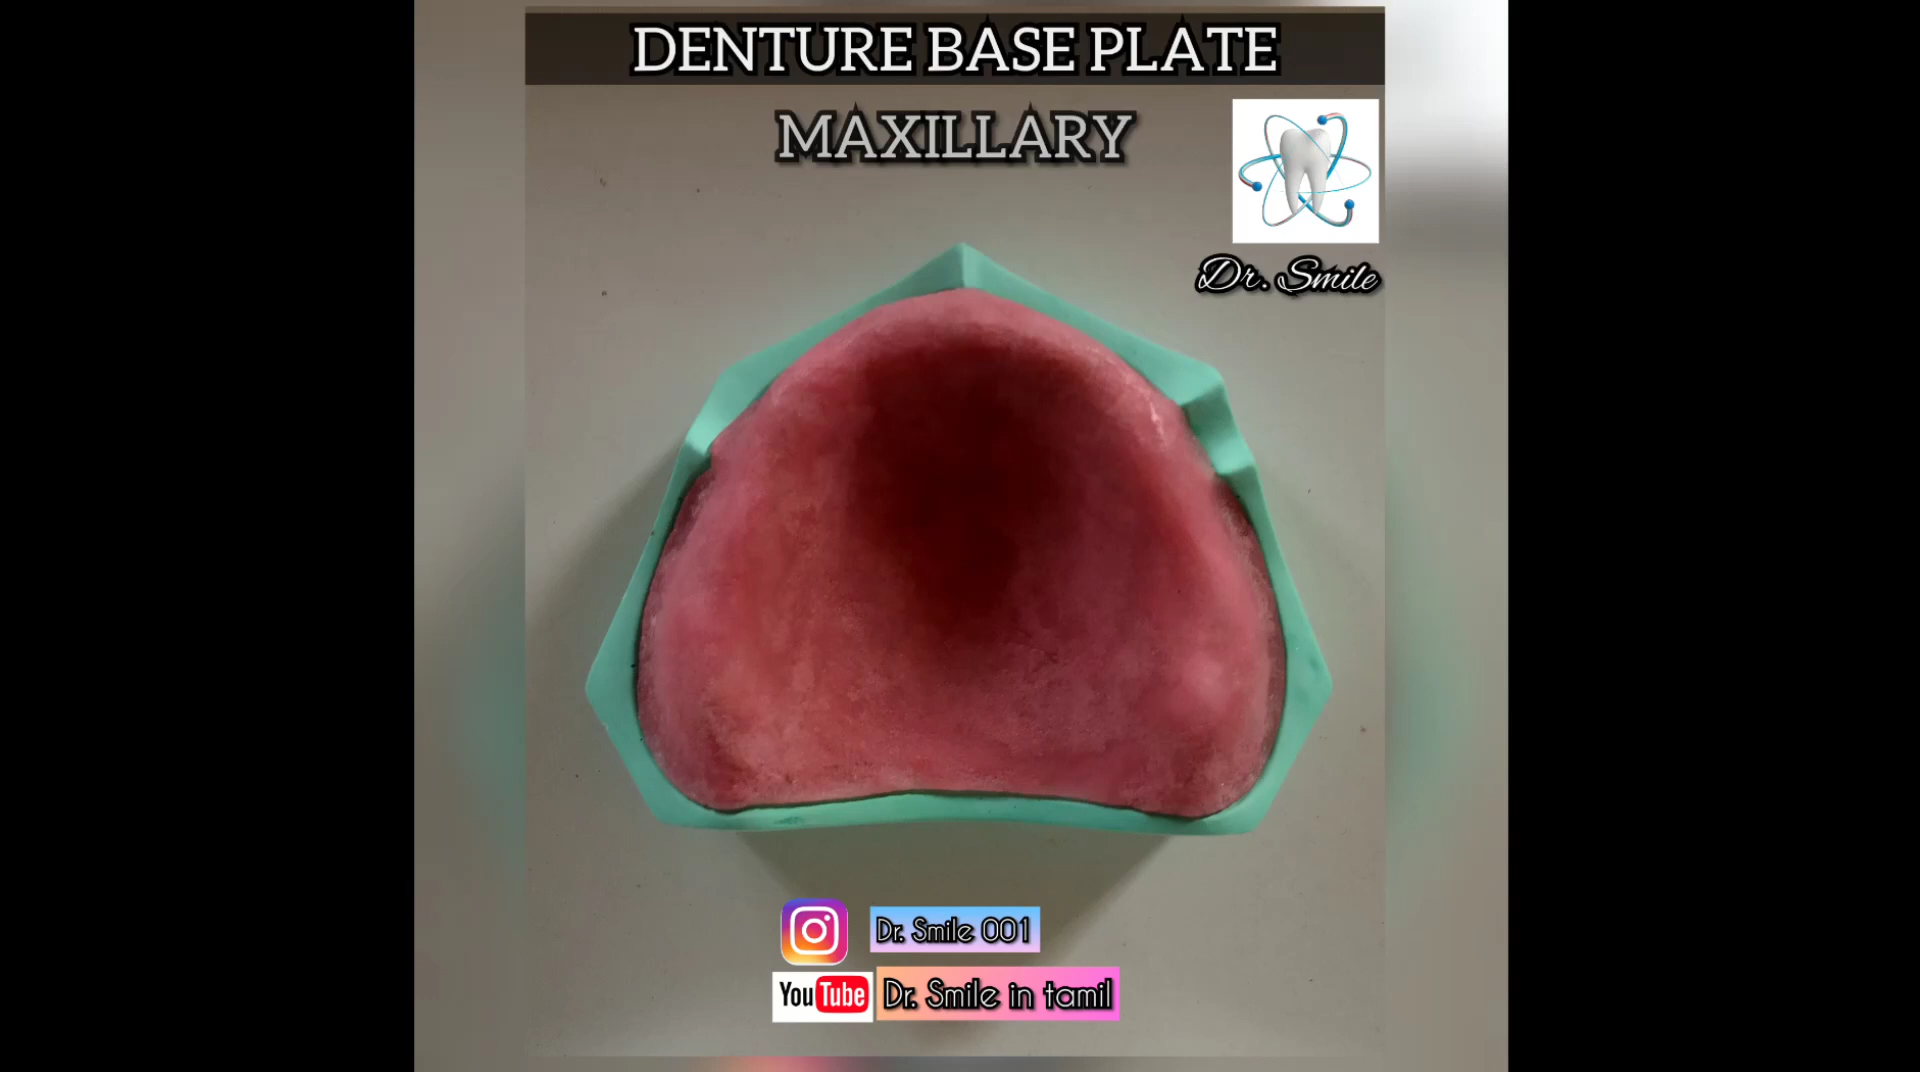 DENTURE BASE PLATE
MAXILLARY
Dr. Smile
Dr. Smile 001
YouTube
Dr. Smile in tamil